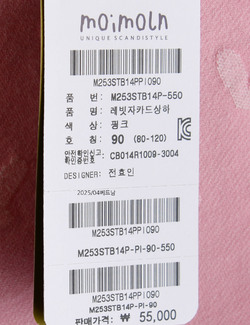 moimoln
UNIQUE SCANDISTYLE
M253STB14PPI090
품 번: M253STB14P-550
품 명: 레빗자카드상하
색 상: 핑크
호 칭: 90 (80-120)
안전확인신고
확인증번호: CB014R1009-3004
DESIGNER: 전효인
2025/04베트남
M253STB14PPI090
M253STB14P-PI-90-550
M253STB14PPI090
M253STB14P-PI-90
판매가격: ₩ 55,000